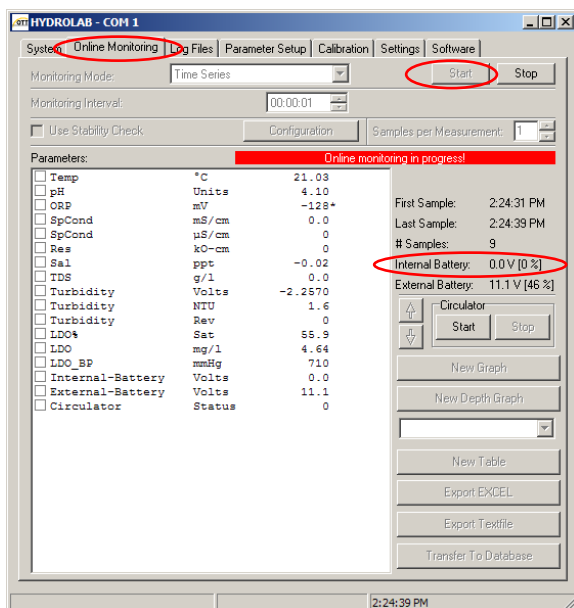 OTT HYDROLAB - COM 1
System Online Monitoring Log Files Parameter Setup Calibration Settings Software
Monitoring Mode: Time Series Start Stop
Monitoring Interval: 00:00:01
Use Stability Check Configuration Samples per Measurement: 1
Parameters: Online monitoring in progress!
Temp °C 21.03
pH Units 4.10
ORP mV -128*
SpCond mS/cm 0.0
SpCond µS/cm 0
Res kO-cm 0
Sal ppt -0.02
TDS g/l 0.0
Turbidity Volts -2.2570
Turbidity NTU 1.6
Turbidity Rev 0
LDO% Sat 55.9
LDO mg/l 4.64
LDO_BP mmHg 710
Internal-Battery Volts 0.0
External-Battery Volts 11.1
Circulator Status 0
First Sample: 2:24:31 PM
Last Sample: 2:24:39 PM
# Samples: 9
Internal Battery: 0.0 V [0 %]
External Battery: 11.1 V [46 %]
Circulator
Start Stop
New Graph
New Depth Graph
New Table
Export EXCEL
Export Textfile
Transfer To Database
2:24:39 PM